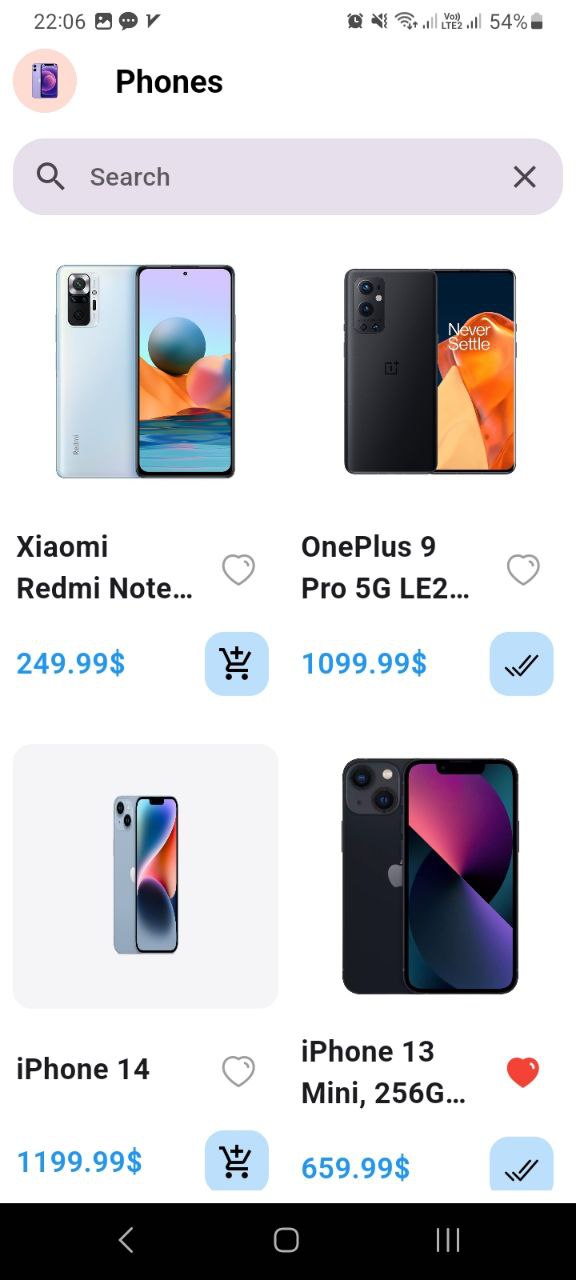 22:06
Vo))
LTE2
54%
Phones
Search
Redmi
Never
Settle
Xiaomi
Redmi Note...
OnePlus 9
Pro 5G LE2...
249.99$
1099.99$
iPhone 14
iPhone 13
Mini, 256G...
1199.99$
659.99$